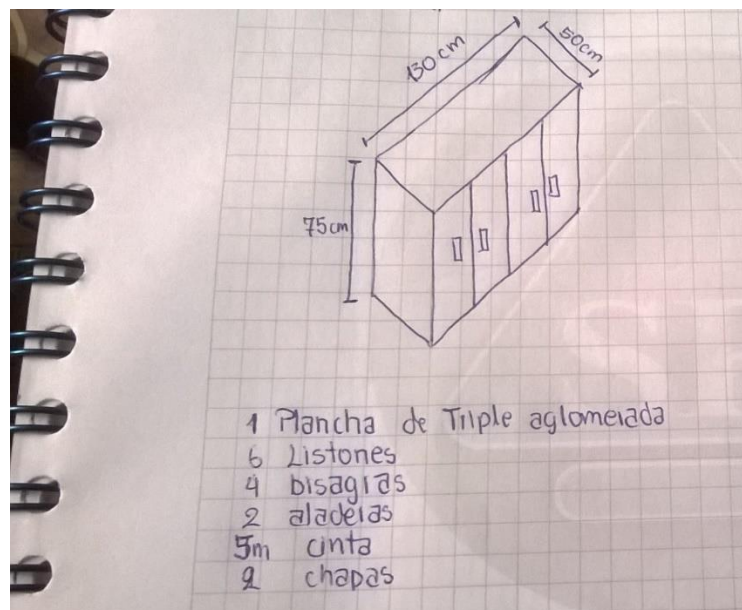 130 cm
50cm
75cm
1 Plancha de Triple aglomerada
6 Listones
4 bisagras
2 aladeras
5m cinta
2 chapas